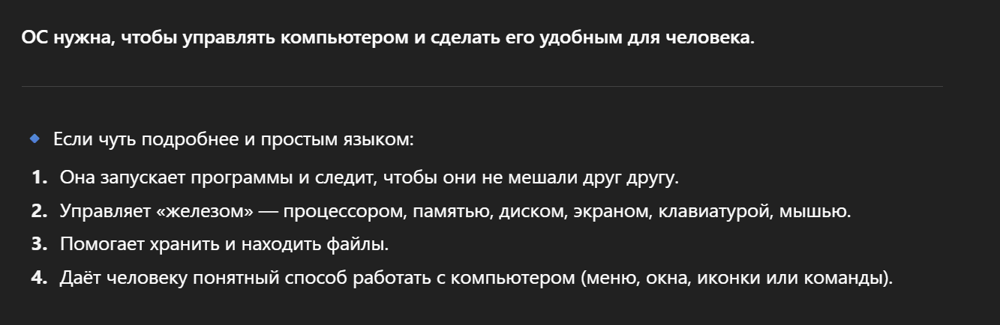 ОС нужна, чтобы управлять компьютером и сделать его удобным для человека.
Если чуть подробнее и простым языком:
1. Она запускает программы и следит, чтобы они не мешали друг другу.
2. Управляет «железом» — процессором, памятью, диском, экраном, клавиатурой, мышью.
3. Помогает хранить и находить файлы.
4. Даёт человеку понятный способ работать с компьютером (меню, окна, иконки или команды).